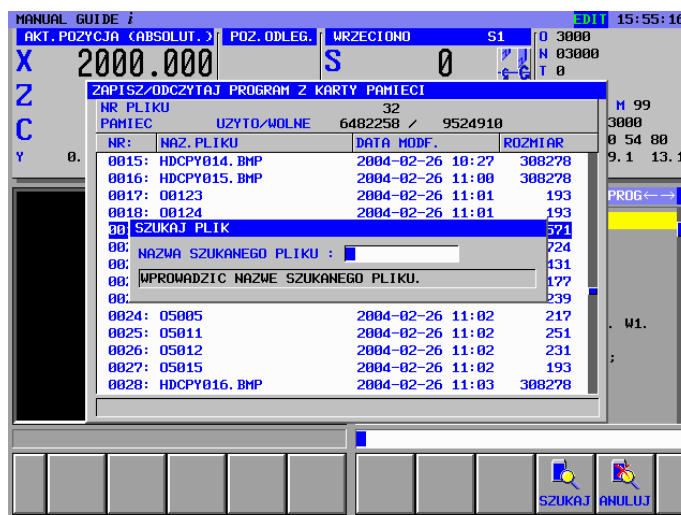 MANUAL GUIDE i EDIT 15:55:16
AKT.POZYCJA (ABSOLUT.) POZ.ODLEG. WRZECIONO S1 O 3000
X 2000.000 S 0 N 03000
T 0
ZAPISZ/ODCZYTAJ PROGRAM Z KARTY PAMIECI
Z NR PLIKU 32 M 99
C PAMIEC UZYTO/WOLNE 6482258 / 9524910 3000
NR: NAZ.PLIKU DATA MODF. ROZMIAR 0 54 80
Y 0. 9.1 13.1
0015: HDCPY014.BMP 2004-02-26 10:27 308278
0016: HDCPY015.BMP 2004-02-26 11:00 308278
0017: O0123 2004-02-26 11:01 193 PROG←→
0018: O0124 2004-02-26 11:01 193
SZUKAJ PLIK 571
724
NAZWA SZUKANEGO PLIKU :
431
WPROWADZIC NAZWE SZUKANEGO PLIKU. 177
239
0024: O5005 2004-02-26 11:02 217
0025: O5011 2004-02-26 11:02 251 . W1.
0026: O5012 2004-02-26 11:02 231
0027: O5015 2004-02-26 11:02 193 ;
0028: HDCPY016.BMP 2004-02-26 11:03 308278
SZUKAJ ANULUJ